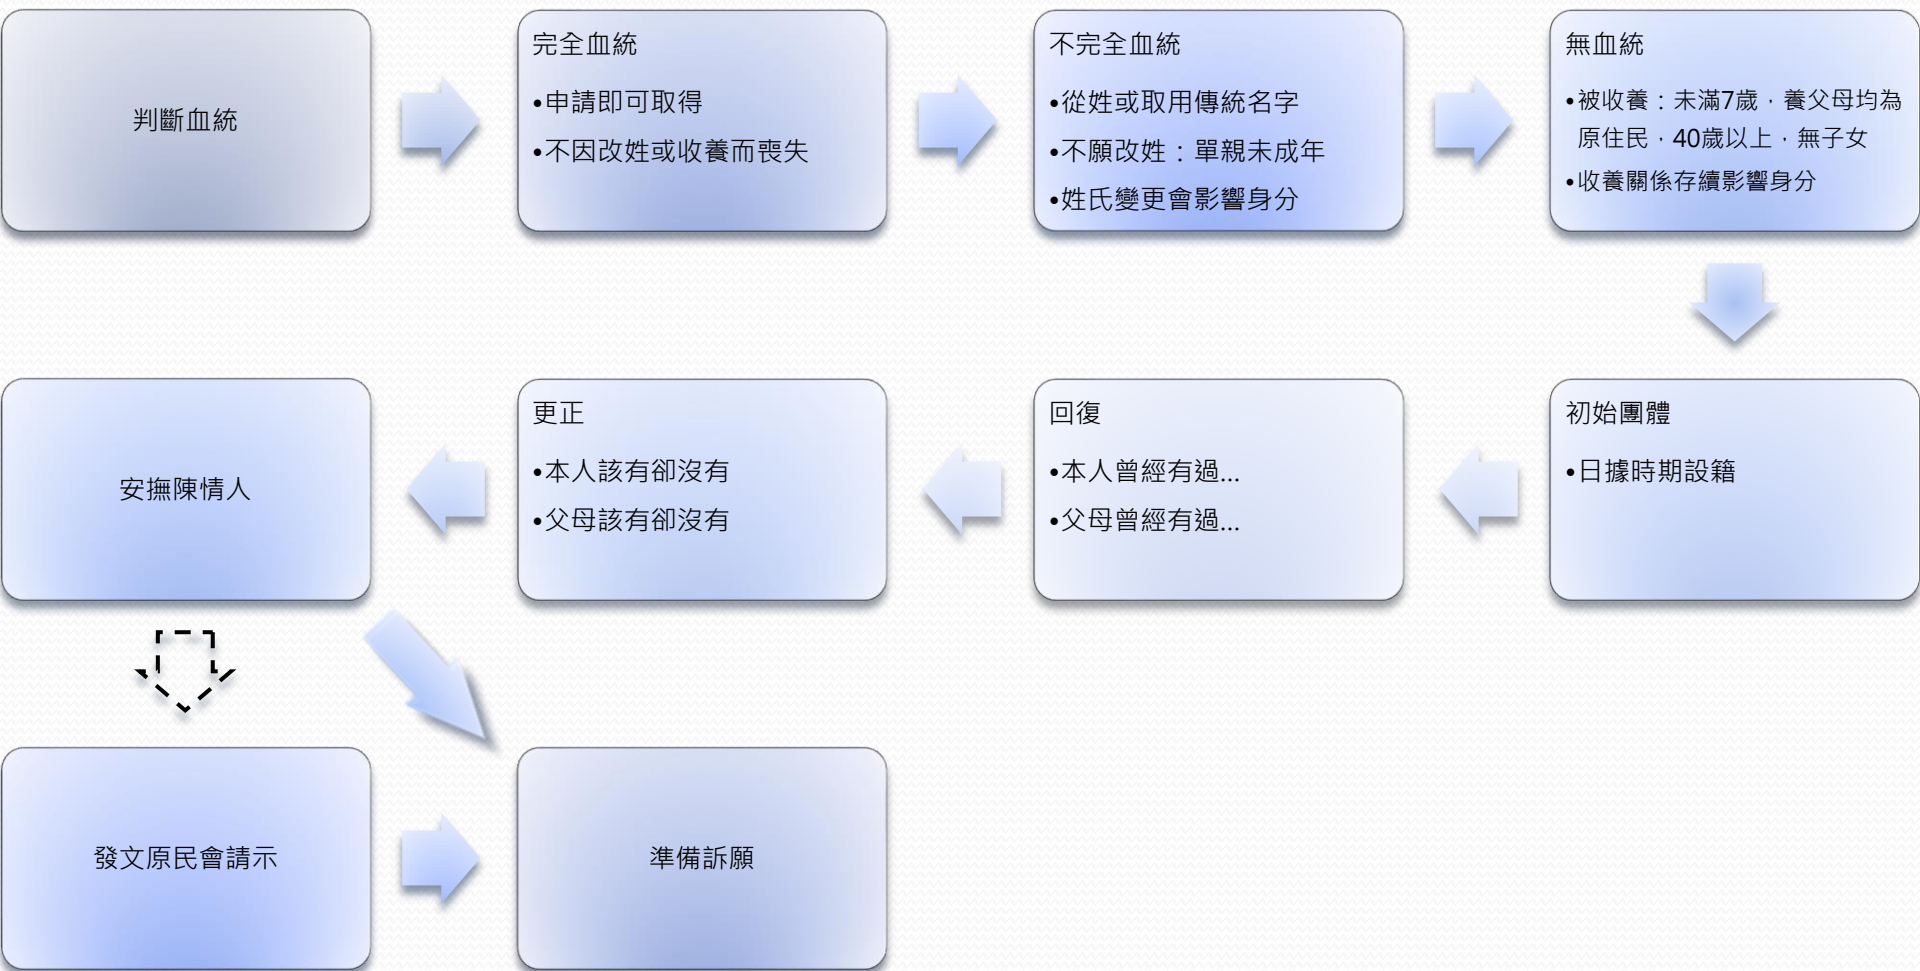 判斷血統
完全血統
•申請即可取得
•不因改姓或收養而喪失
不完全血統
•從姓或取用傳統名字
•不願改姓：單親未成年
•姓氏變更會影響身分
無血統
•被收養：未滿7歲，養父母均為
原住民，40歲以上，無子女
•收養關係存續影響身分
初始團體
•日據時期設籍
回復
•本人曾經有過...
•父母曾經有過...
更正
•本人該有卻沒有
•父母該有卻沒有
安撫陳情人
發文原民會請示
準備訴願